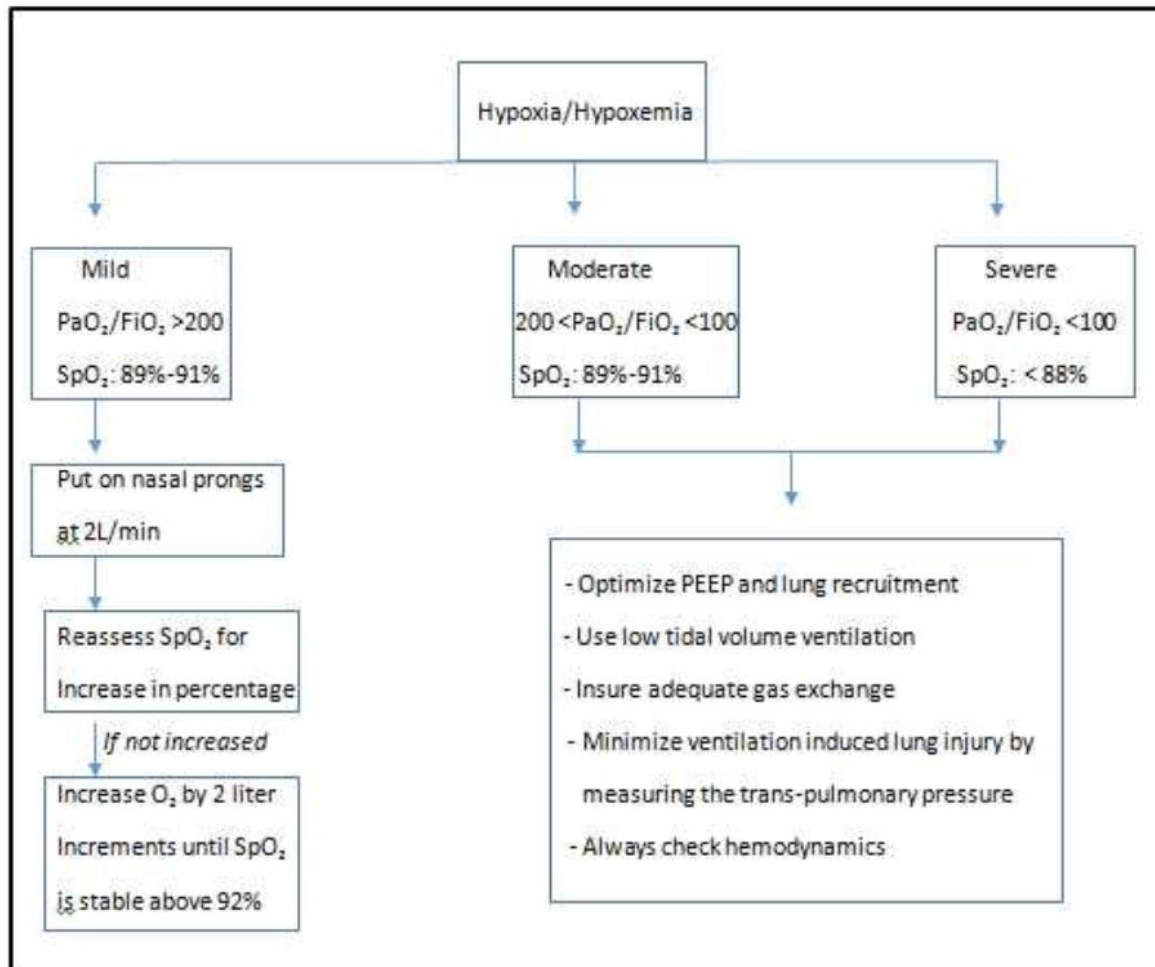 Hypoxia/Hypoxemia
Mild
PaO₂/FiO₂ >200
SpO₂: 89%-91%
Moderate
200 <PaO₂/FiO₂ <100
SpO₂: 89%-91%
Severe
PaO₂/FiO₂ <100
SpO₂: < 88%
Put on nasal prongs
at 2L/min
Reassess SpO₂ for
Increase in percentage
If not increased
Increase O₂ by 2 liter
Increments until SpO₂
is stable above 92%
- Optimize PEEP and lung recruitment
- Use low tidal volume ventilation
- Insure adequate gas exchange
- Minimize ventilation induced lung injury by
measuring the trans-pulmonary pressure
- Always check hemodynamics